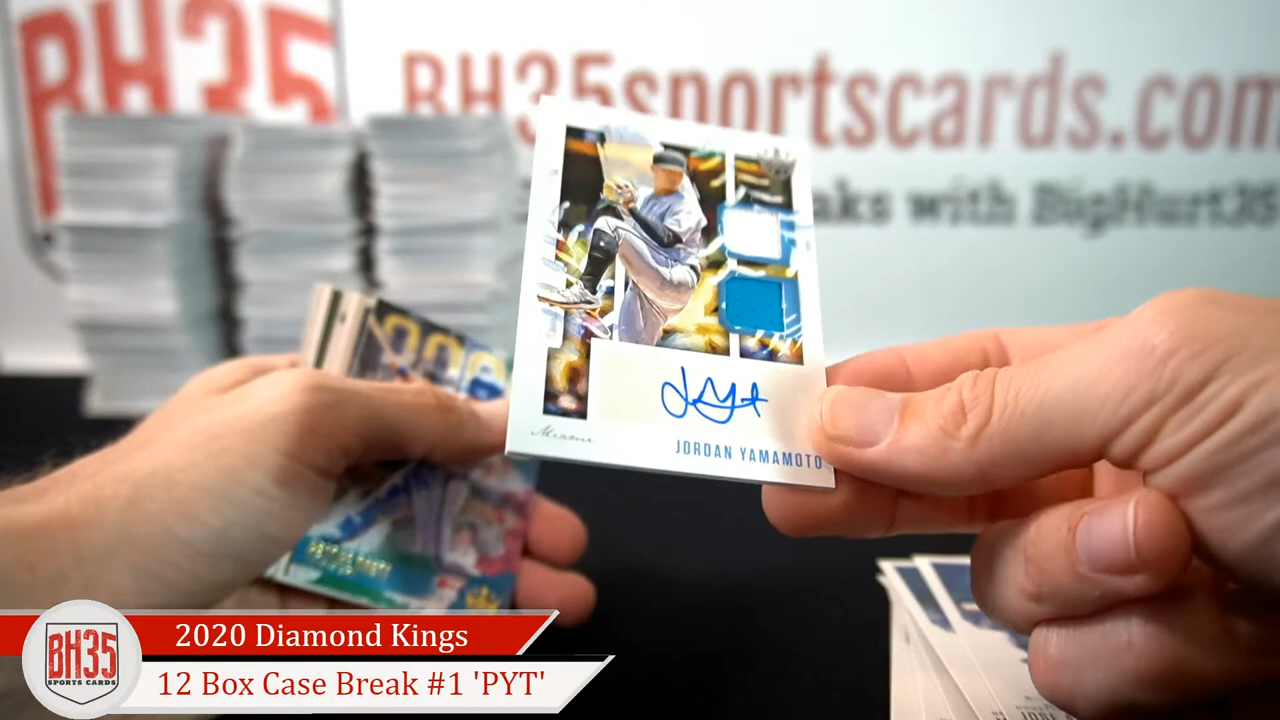 BH35
BH35sportscards.com
aks with BigHurt35
JORDAN YAMAMOTO
2020 Diamond Kings
12 Box Case Break #1 'PYT'
BH35
SPORTS CARDS